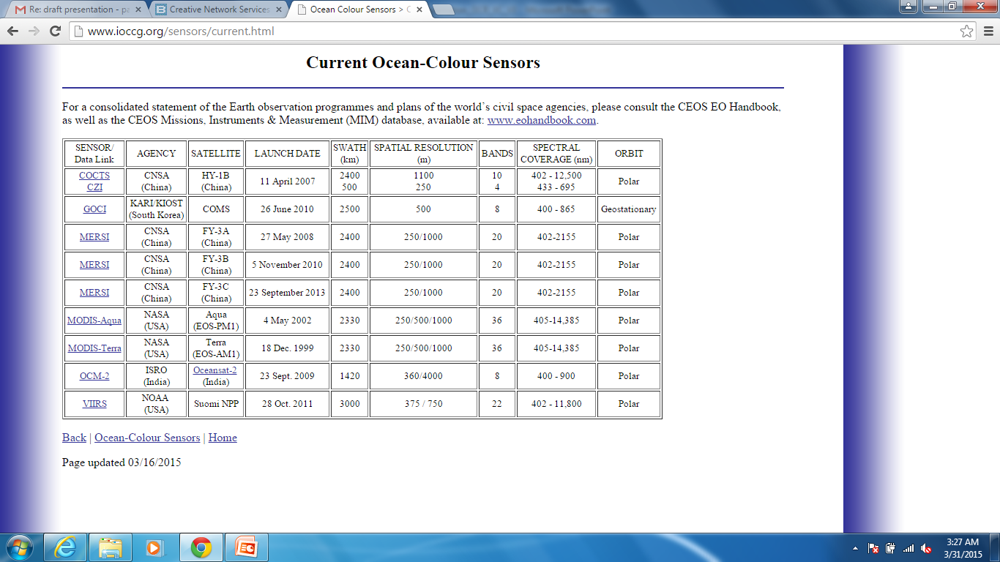 Re: draft presentation - pa
Creative Network Services
Ocean Colour Sensors > C
www.ioccg.org/sensors/current.html
Current Ocean-Colour Sensors
For a consolidated statement of the Earth observation programmes and plans of the world's civil space agencies, please consult the CEOS EO Handbook,
as well as the CEOS Missions, Instruments & Measurement (MIM) database, available at: www.eohandbook.com.
SENSOR/ Data Link AGENCY SATELLITE LAUNCH DATE SWATH (km) SPATIAL RESOLUTION (m) BANDS SPECTRAL COVERAGE (nm) ORBIT
COCTS CZI CNSA (China) HY-1B (China) 11 April 2007 2400 500 1100 250 10 4 402 - 12,500 433 - 695 Polar
GOCI KARI/KIOST (South Korea) COMS 26 June 2010 2500 500 8 400 - 865 Geostationary
MERSI CNSA (China) FY-3A (China) 27 May 2008 2400 250/1000 20 402-2155 Polar
MERSI CNSA (China) FY-3B (China) 5 November 2010 2400 250/1000 20 402-2155 Polar
MERSI CNSA (China) FY-3C (China) 23 September 2013 2400 250/1000 20 402-2155 Polar
MODIS-Aqua NASA (USA) Aqua (EOS-PM1) 4 May 2002 2330 250/500/1000 36 405-14,385 Polar
MODIS-Terra NASA (USA) Terra (EOS-AM1) 18 Dec. 1999 2330 250/500/1000 36 405-14,385 Polar
OCM-2 ISRO (India) Oceansat-2 (India) 23 Sept. 2009 1420 360/4000 8 400 - 900 Polar
VIIRS NOAA (USA) Suomi NPP 28 Oct. 2011 3000 375 / 750 22 402 - 11,800 Polar
Back | Ocean-Colour Sensors | Home
Page updated 03/16/2015
3:27 AM
3/31/2015